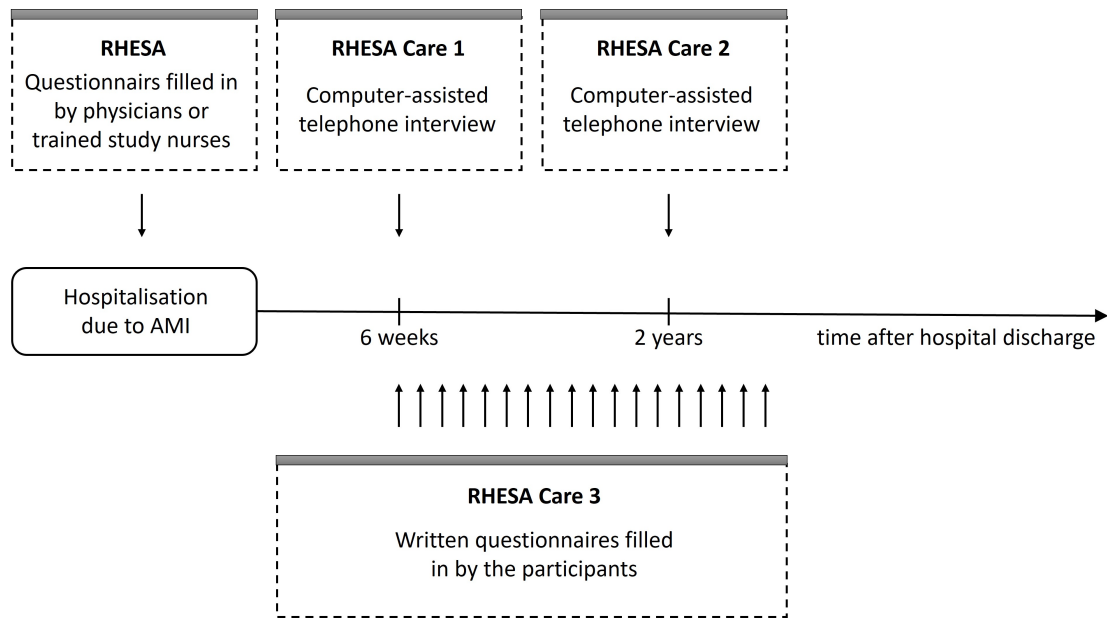 RHESA
Questionnairs filled in
by physicians or
trained study nurses
RHESA Care 1
Computer-assisted
telephone interview
RHESA Care 2
Computer-assisted
telephone interview
Hospitalisation
due to AMI
6 weeks
2 years
time after hospital discharge
RHESA Care 3
Written questionnaires filled
in by the participants